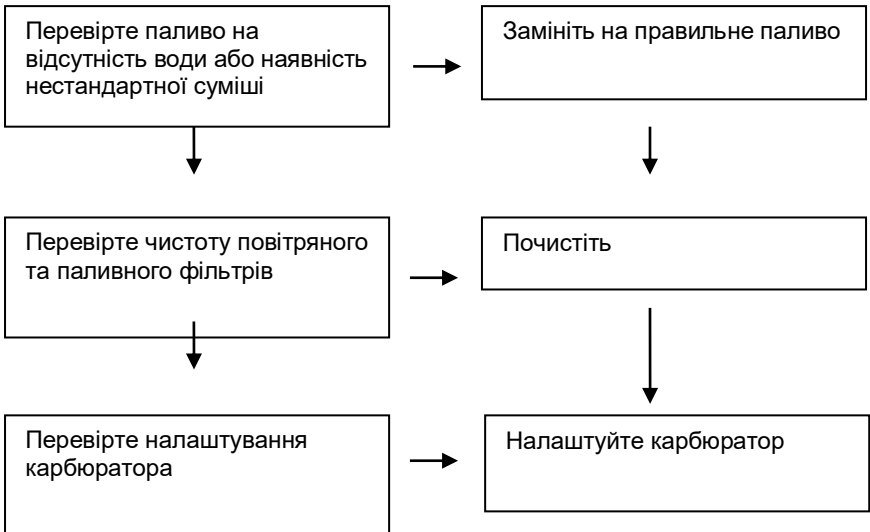 Перевірте паливо на
відсутність води або наявність
нестандартної суміші
Замініть на правильне паливо
Перевірте чистоту повітряного
та паливного фільтрів
Почистіть
Перевірте налаштування
карбюратора
Налаштуйте карбюратор